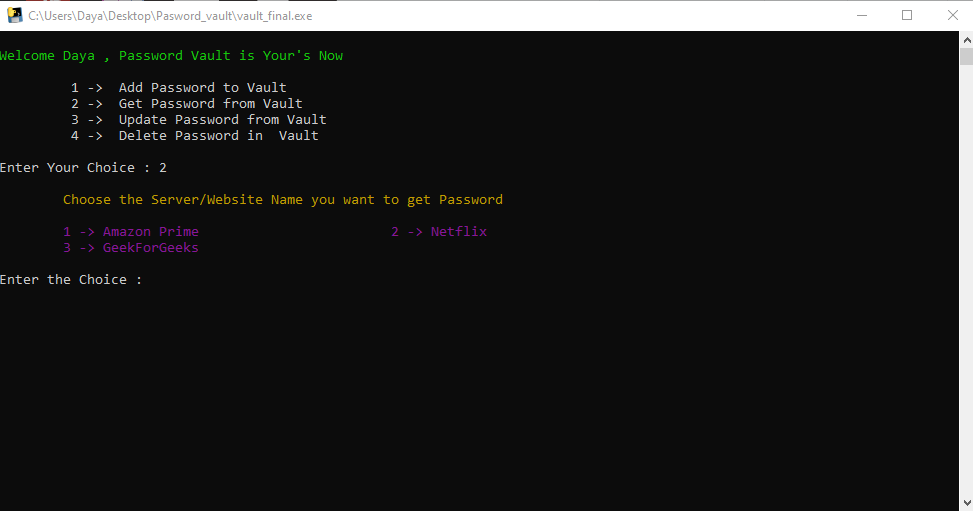 C:\Users\Daya\Desktop\Pasword_vault\vault_final.exe
Welcome Daya , Password Vault is Your's Now
1 -> Add Password to Vault
2 -> Get Password from Vault
3 -> Update Password from Vault
4 -> Delete Password in  Vault
Enter Your Choice : 2
Choose the Server/Website Name you want to get Password
1 -> Amazon Prime 2 -> Netflix
3 -> GeekForGeeks
Enter the Choice :